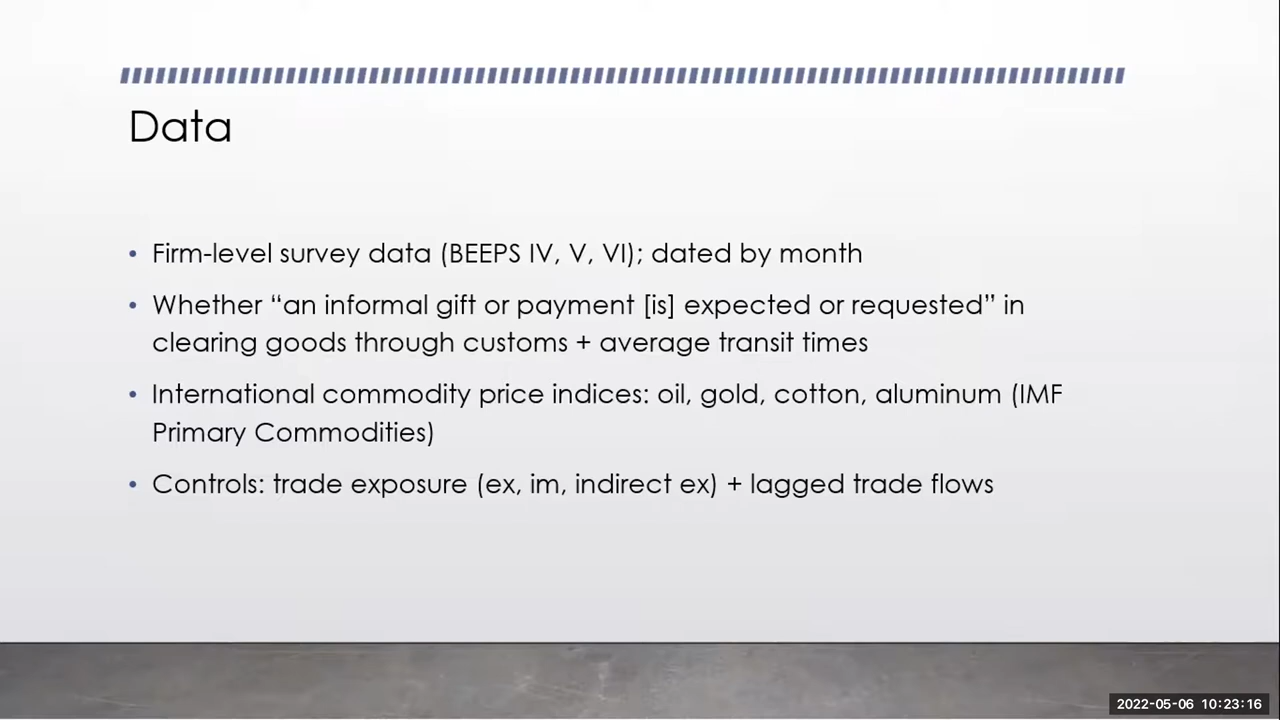 Data
• Firm-level survey data (BEEPS IV, V, VI); dated by month
• Whether “an informal gift or payment [is] expected or requested” in
clearing goods through customs + average transit times
• International commodity price indices: oil, gold, cotton, aluminum (IMF
Primary Commodities)
• Controls: trade exposure (ex, im, indirect ex) + lagged trade flows
2022-05-06 10:23:16